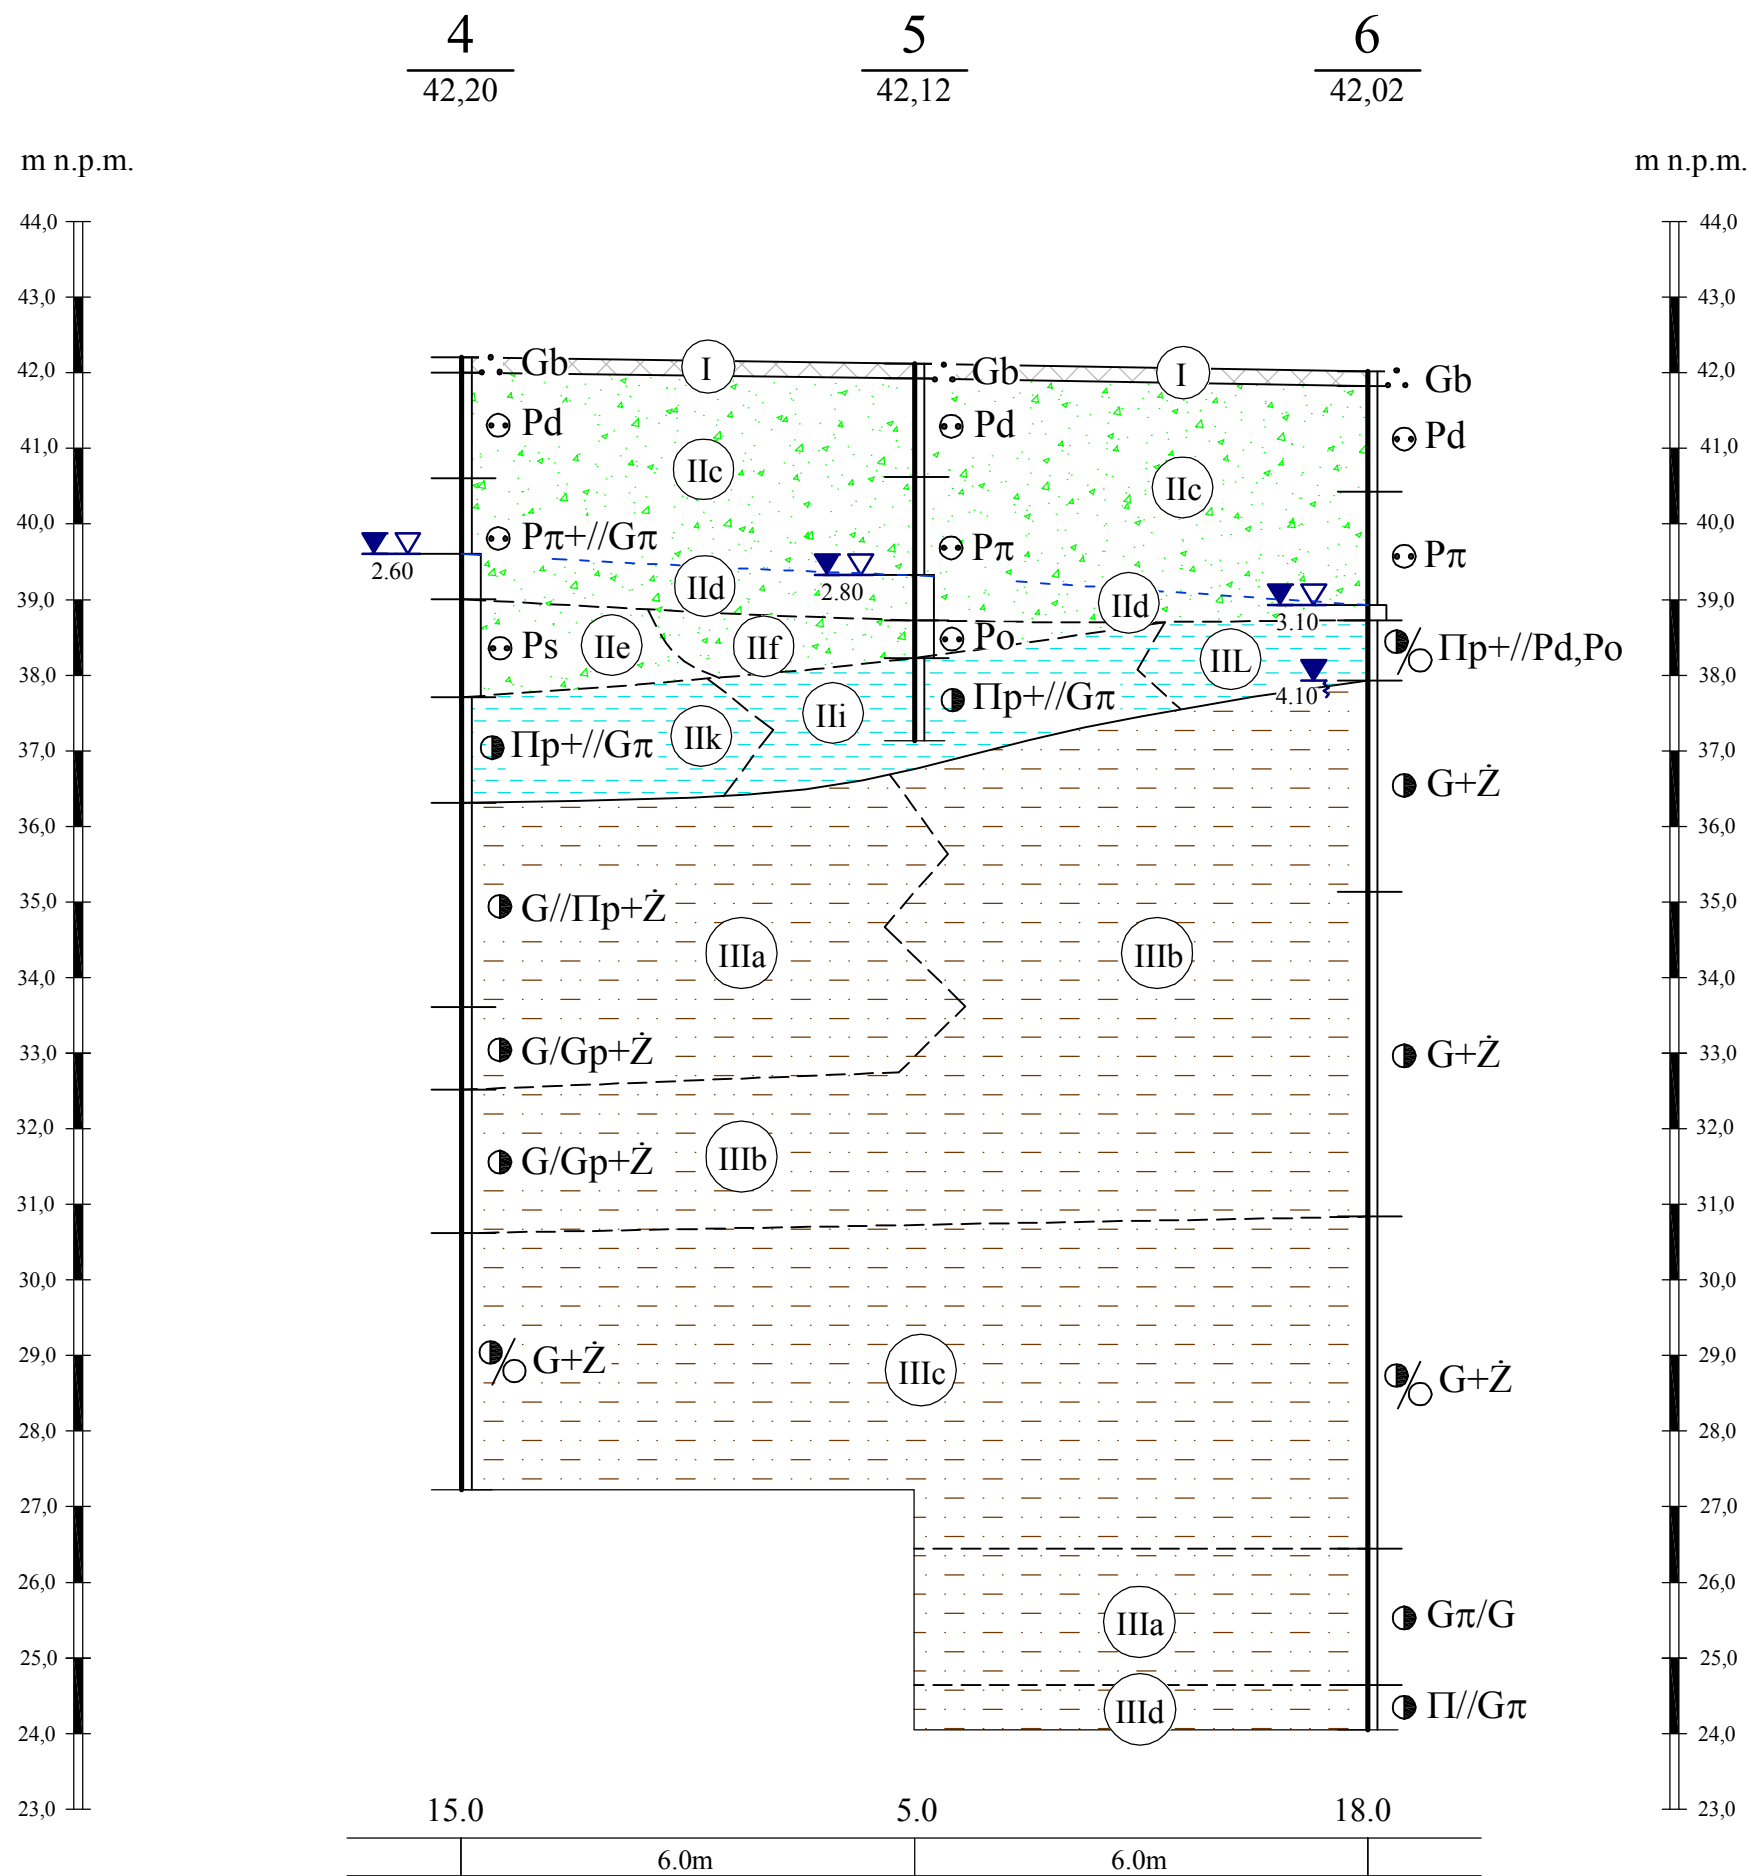 4 5 6
42,20 42,12 42,02
m n.p.m. m n.p.m.
44,0 44,0
43,0 43,0
Gb I Gb I Gb
42,0 42,0
Pd Pd Pd
41,0 41,0
IIc IIc
40,0 40,0
Pπ+//Gπ Pπ Pπ
2.60 IId 2.80 IId
39,0 39,0
3.10
Ps IIe IIf Po IIL Πp+//Pd,Po
38,0 38,0
4.10
Πp+//Gπ IIk IIi Πp+//Gπ
37,0 37,0
G+Ż
36,0 36,0
35,0 35,0
G//Πp+Ż
IIIa IIIb
34,0 34,0
33,0 33,0
G/Gp+Ż G+Ż
32,0 32,0
G/Gp+Ż IIIb
31,0 31,0
30,0 30,0
29,0 29,0
G+Ż IIIc G+Ż
28,0 28,0
27,0 27,0
26,0 26,0
IIIa Gπ/G
25,0 25,0
IIId Π//Gπ
24,0 24,0
23,0 15.0 5.0 18.0 23,0
6.0m 6.0m